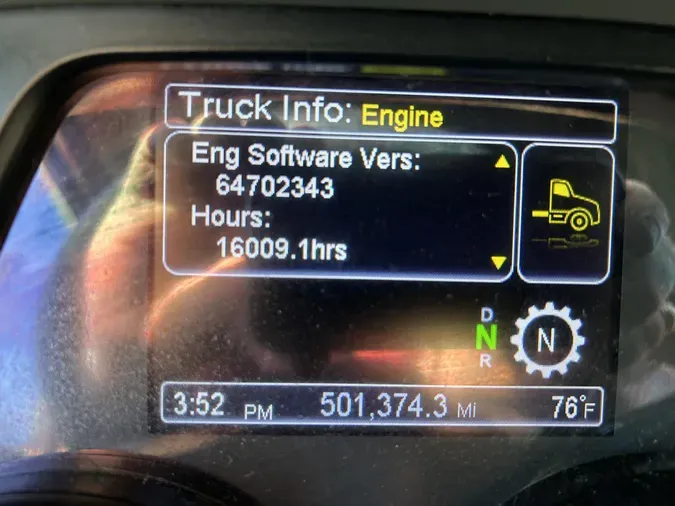 Truck Info: Engine
Eng Software Vers:
64702343
Hours:
16009.1hrs
D
N
R
N
3:52 PM 501,374.3 MI 76°F